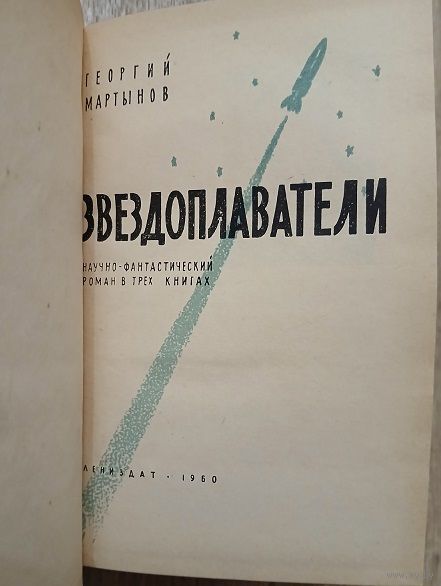 ГЕОРГИЙ
МАРТЫНОВ
ЗВЕЗДОПЛАВАТЕЛИ
НАУЧНО-ФАНТАСТИЧЕСКИЙ
РОМАН В ТРЕХ КНИГАХ
ЛЕНИЗДАТ · 1960